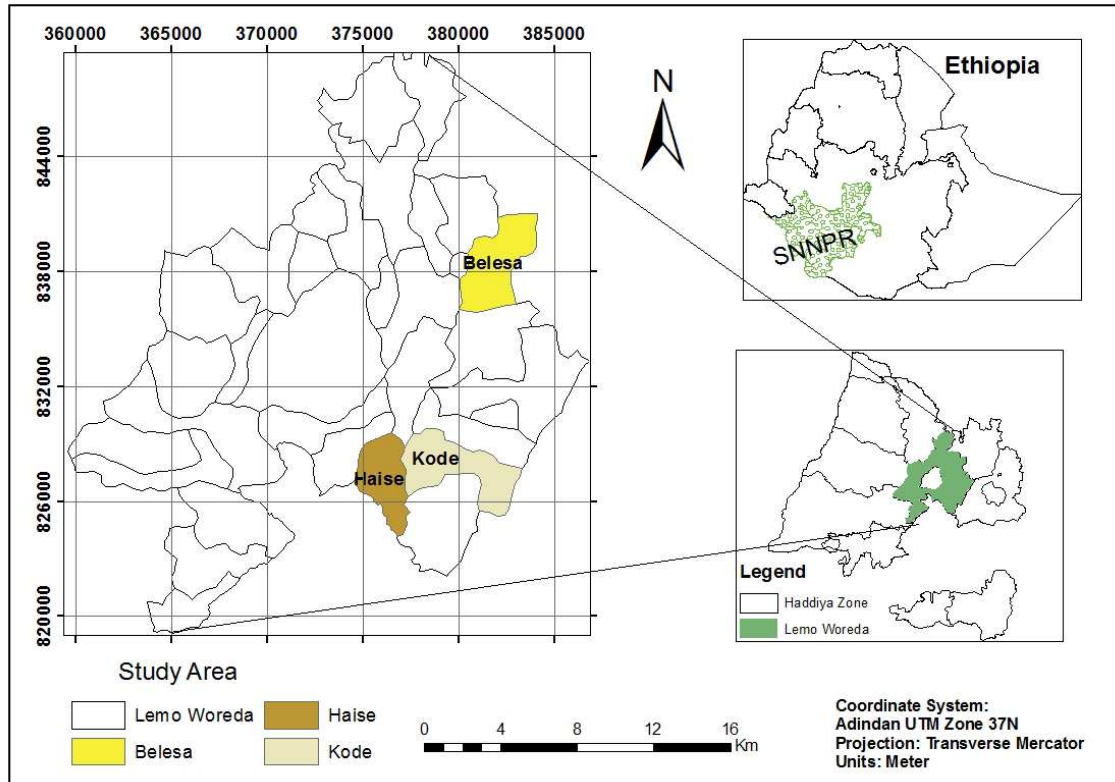 360000 365000 370000 375000 380000 385000
844000
838000
832000
826000
820000
Belesa
Kode
Haise
N
Ethiopia
SNNPR
Legend
Haddiya Zone
Lemo Woreda
Study Area
Lemo Woreda
Haise
Belesa
Kode
0 4 8 12 16
Km
Coordinate System:
Adindan UTM Zone 37N
Projection: Transverse Mercator
Units: Meter